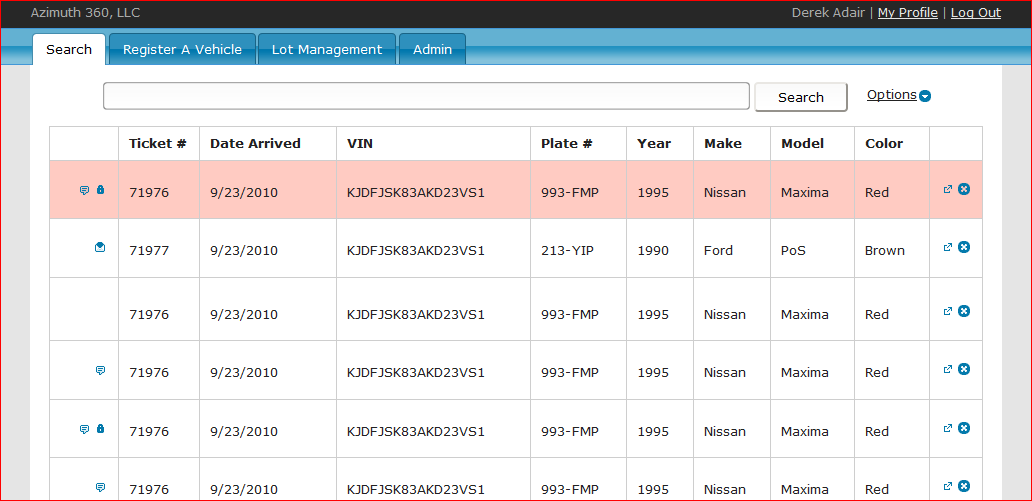 Azimuth 360, LLC Derek Adair | My Profile | Log Out
Search Register A Vehicle Lot Management Admin
Search Options
Ticket # Date Arrived VIN Plate # Year Make Model Color
71976 9/23/2010 KJDFJSK83AKD23VS1 993-FMP 1995 Nissan Maxima Red
71977 9/23/2010 KJDFJSK83AKD23VS1 213-YIP 1990 Ford PoS Brown
71976 9/23/2010 KJDFJSK83AKD23VS1 993-FMP 1995 Nissan Maxima Red
71976 9/23/2010 KJDFJSK83AKD23VS1 993-FMP 1995 Nissan Maxima Red
71976 9/23/2010 KJDFJSK83AKD23VS1 993-FMP 1995 Nissan Maxima Red
71976 9/23/2010 KJDFJSK83AKD23VS1 993-FMP 1995 Nissan Maxima Red